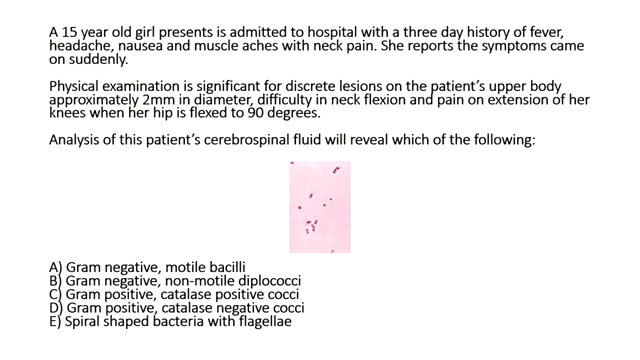 A 15 year old girl presents is admitted to hospital with a three day history of fever,
headache, nausea and muscle aches with neck pain. She reports the symptoms came
on suddenly.
Physical examination is significant for discrete lesions on the patient's upper body
approximately 2mm in diameter, difficulty in neck flexion and pain on extension of her
knees when her hip is flexed to 90 degrees.
Analysis of this patient's cerebrospinal fluid will reveal which of the following:
A) Gram negative, motile bacilli
B) Gram negative, non-motile diplococci
C) Gram positive, catalase positive cocci
D) Gram positive, catalase negative cocci
E) Spiral shaped bacteria with flagellae